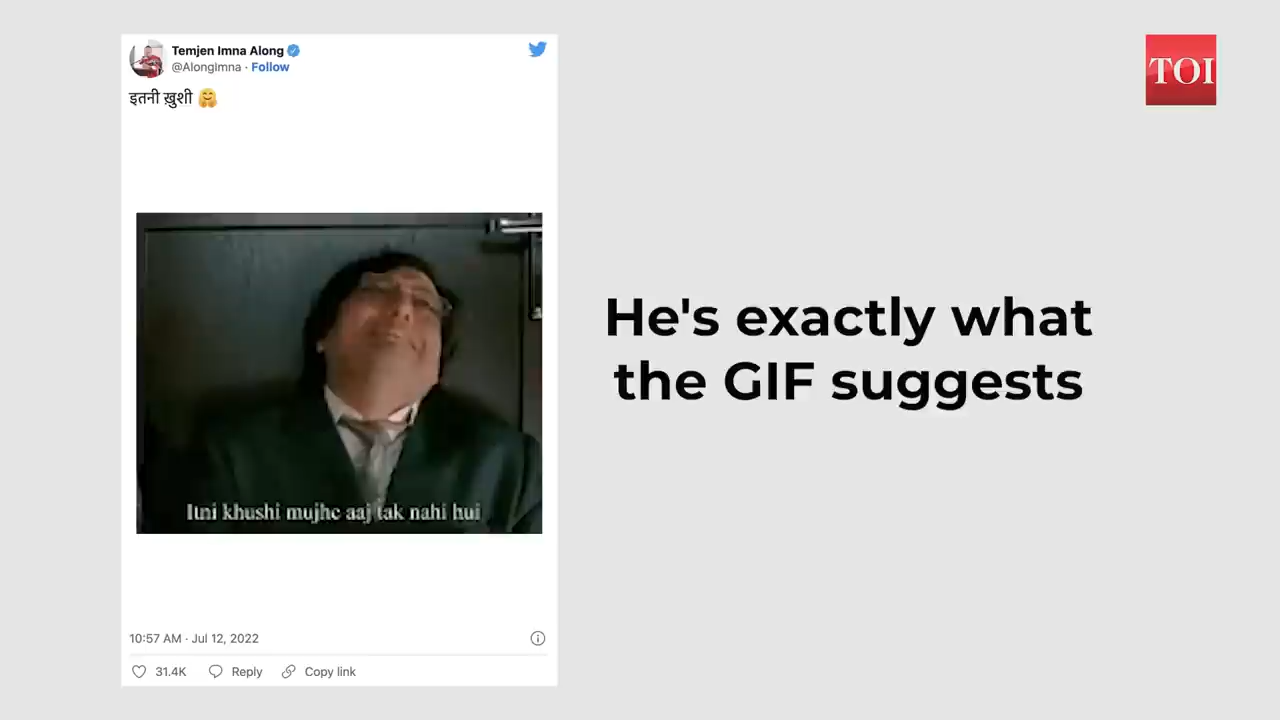 Temjen Imna Along
@AlongImna · Follow
इतनी ख़ुशी 🤗
Itni khushi mujhe aaj tak nahi hui
10:57 AM · Jul 12, 2022
31.4K Reply Copy link
He's exactly what
the GIF suggests
TOI